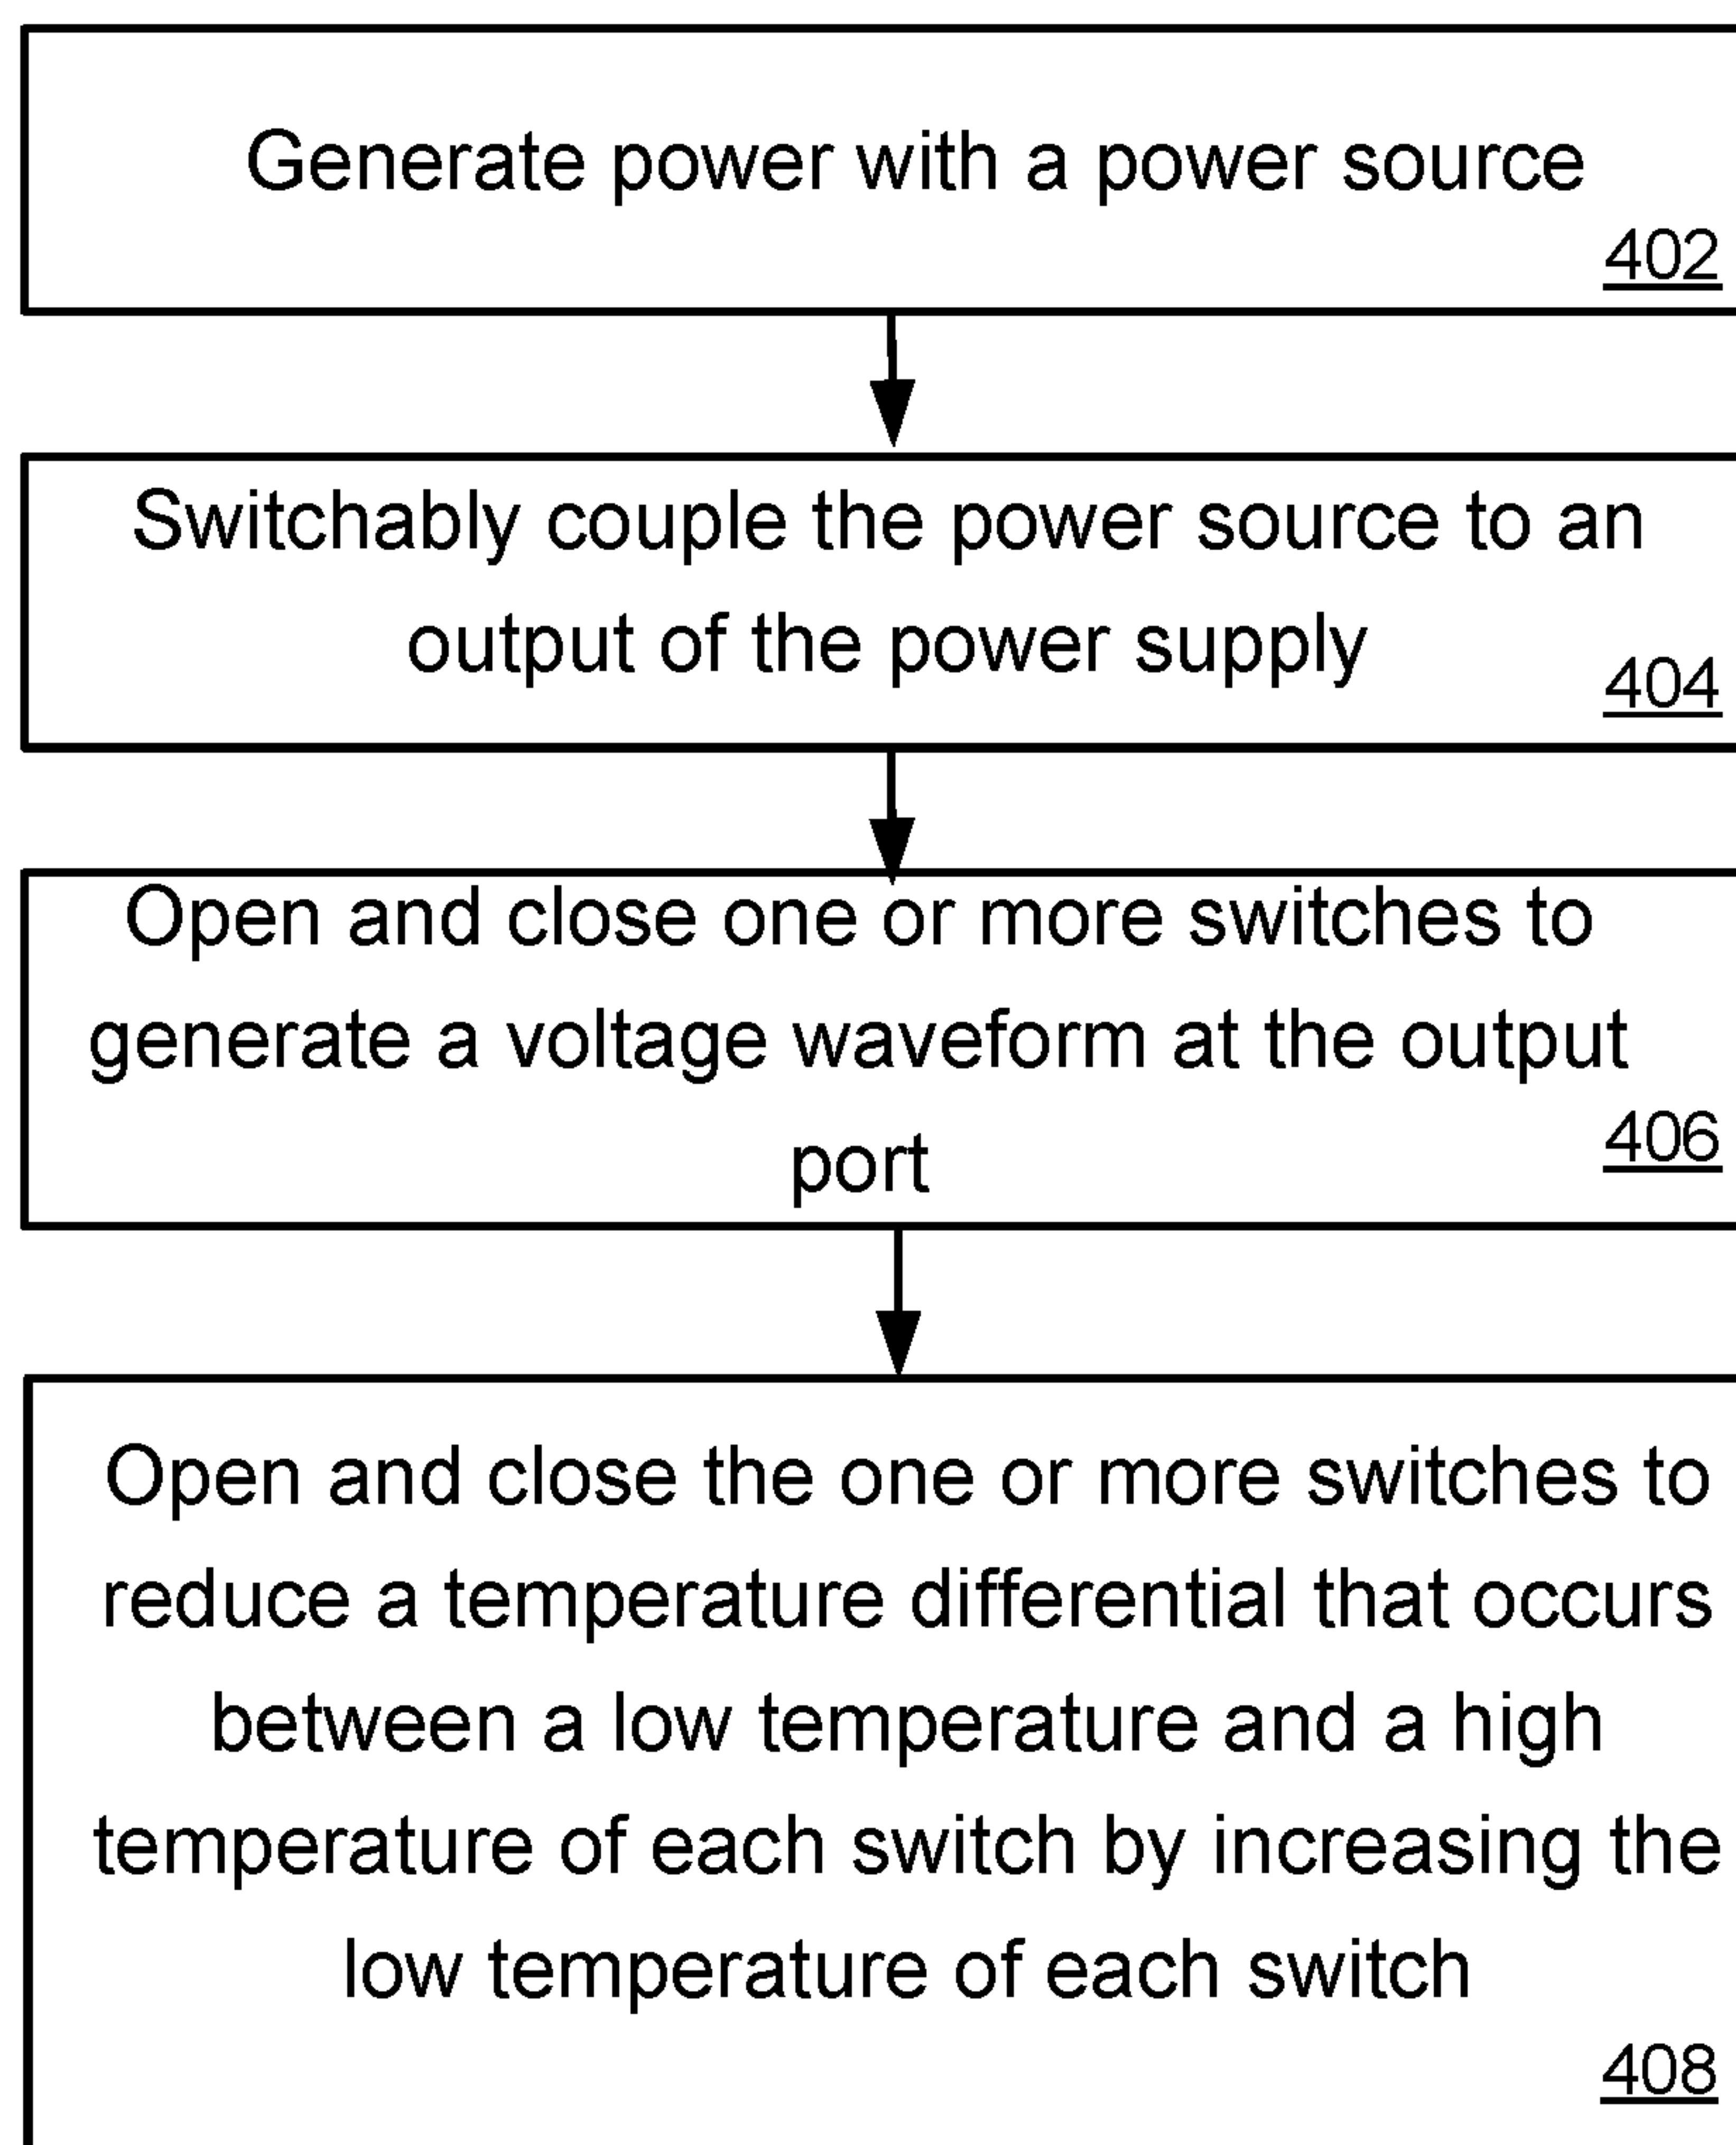 Generate power with a power source
402
Switchably couple the power source to an
output of the power supply
404
Open and close one or more switches to
generate a voltage waveform at the output
port
406
Open and close the one or more switches to
reduce a temperature differential that occurs
between a low temperature and a high
temperature of each switch by increasing the
low temperature of each switch
408